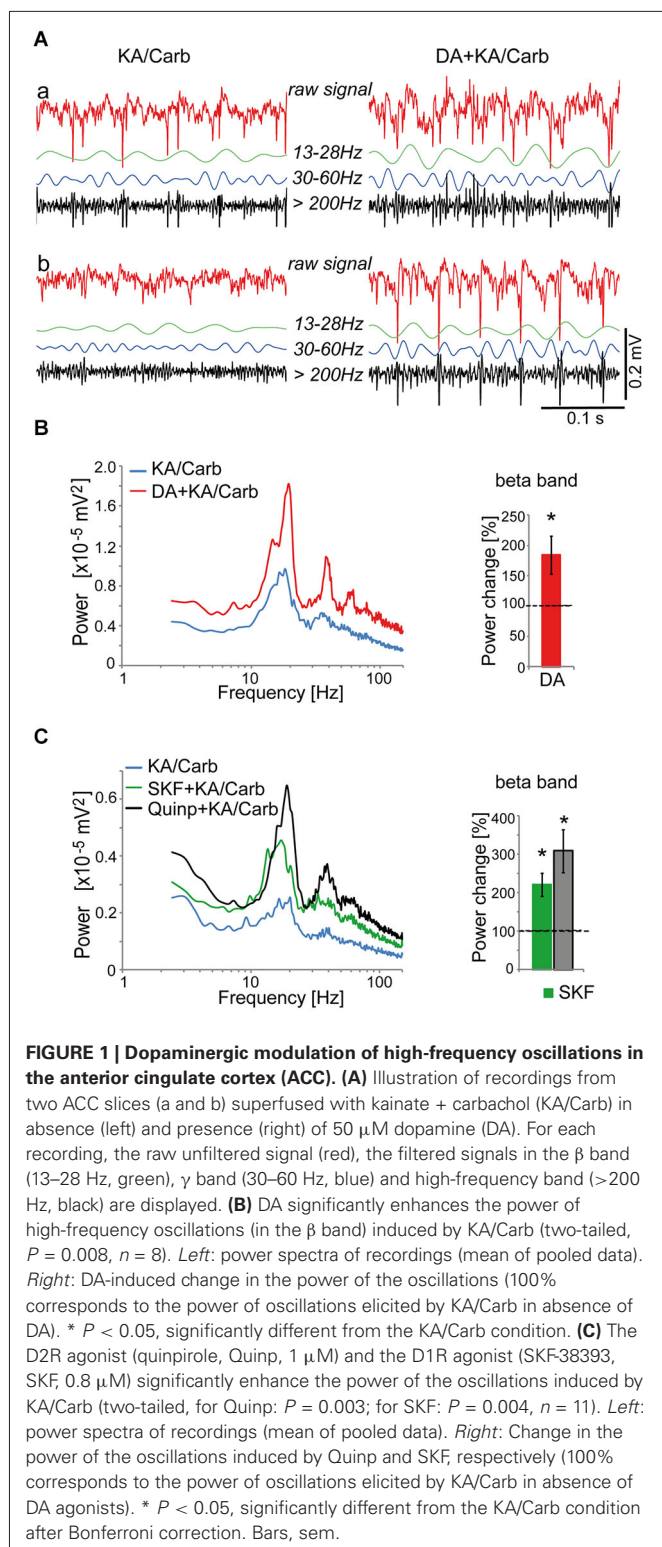 A
KA/Carb
DA+KA/Carb
a
raw signal
13-28Hz
30-60Hz
> 200Hz
b
raw signal
13-28Hz
30-60Hz
> 200Hz
0.2 mV
0.1 s
B
KA/Carb
DA+KA/Carb
Power [x10-5 mV²]
2.0
1.6
1.2
0.8
0.4
0
1
10
100
Frequency [Hz]
beta band
*
Power change [%]
250
200
150
100
50
0
DA
C
KA/Carb
SKF+KA/Carb
Quinp+KA/Carb
Power [x10-5 mV²]
0.6
0.4
0.2
0
1
10
100
Frequency [Hz]
beta band
* *
Power change [%]
400
300
200
100
0
SKF
FIGURE 1 | Dopaminergic modulation of high-frequency oscillations in
the anterior cingulate cortex (ACC). (A) Illustration of recordings from
two ACC slices (a and b) superfused with kainate + carbachol (KA/Carb) in
absence (left) and presence (right) of 50 μM dopamine (DA). For each
recording, the raw unfiltered signal (red), the filtered signals in the β band
(13–28 Hz, green), γ band (30–60 Hz, blue) and high-frequency band (>200
Hz, black) are displayed. (B) DA significantly enhances the power of
high-frequency oscillations (in the β band) induced by KA/Carb (two-tailed,
P = 0.008, n = 8). Left: power spectra of recordings (mean of pooled data).
Right: DA-induced change in the power of the oscillations (100%
corresponds to the power of oscillations elicited by KA/Carb in absence of
DA). * P < 0.05, significantly different from the KA/Carb condition. (C) The
D2R agonist (quinpirole, Quinp, 1 μM) and the D1R agonist (SKF-38393,
SKF, 0.8 μM) significantly enhance the power of the oscillations induced by
KA/Carb (two-tailed, for Quinp: P = 0.003; for SKF: P = 0.004, n = 11). Left:
power spectra of recordings (mean of pooled data). Right: Change in the
power of the oscillations induced by Quinp and SKF, respectively (100%
corresponds to the power of oscillations elicited by KA/Carb in absence of
DA agonists). * P < 0.05, significantly different from the KA/Carb condition
after Bonferroni correction. Bars, sem.